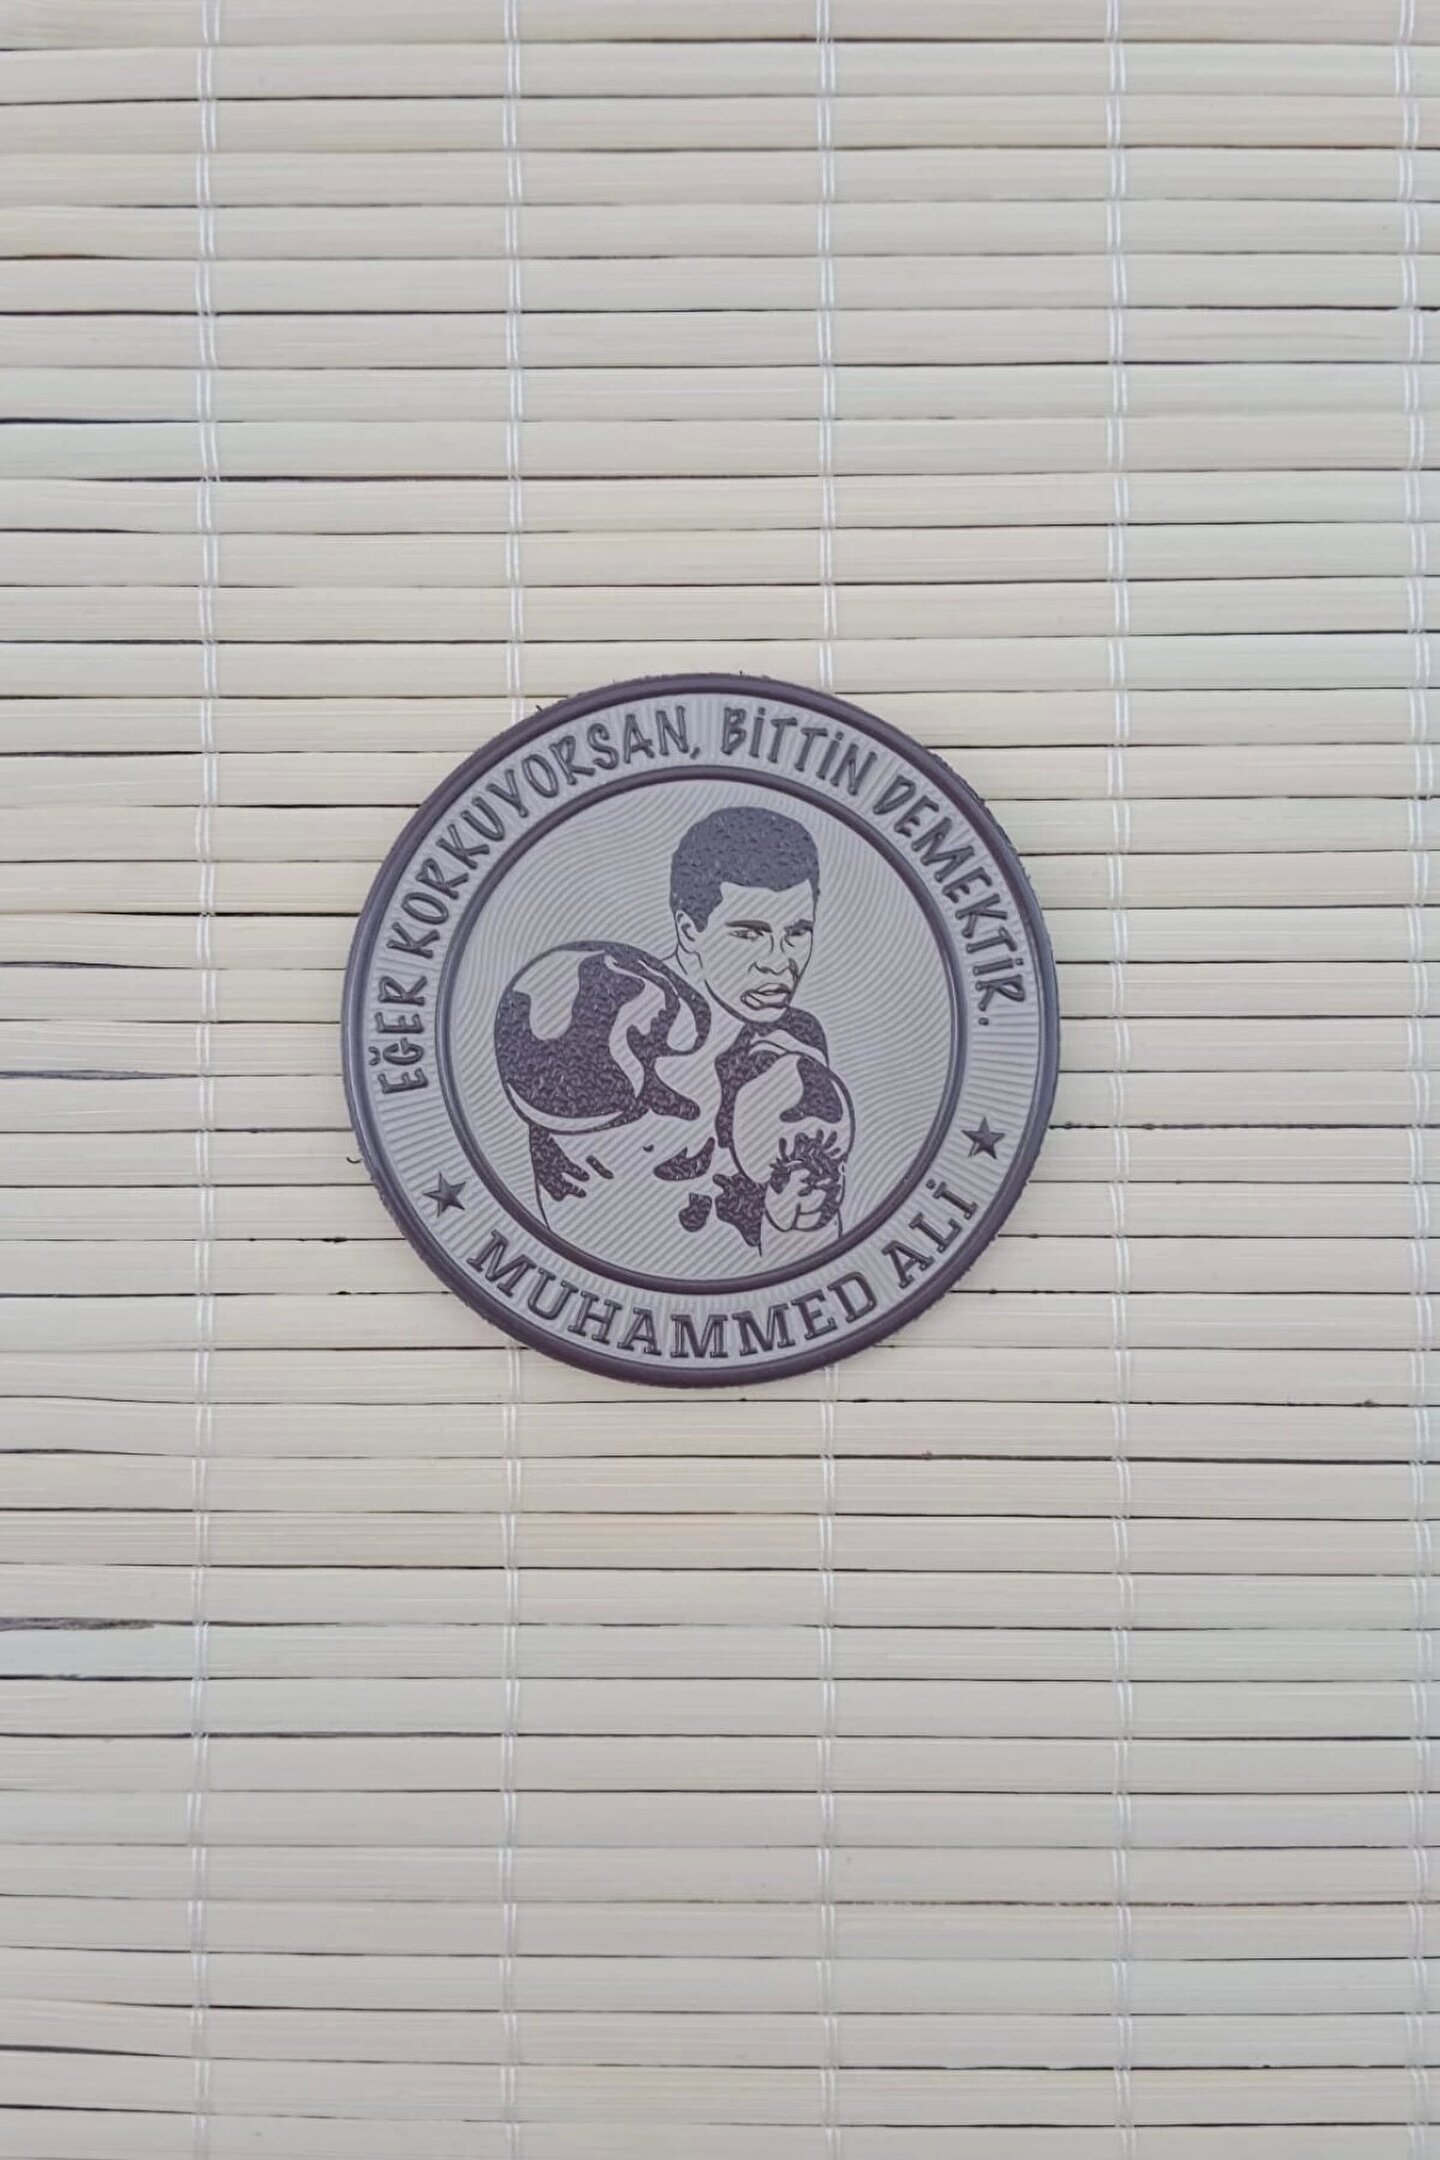 EĞER KORKUYORSAN, BİTTİN DEMEKTİR.
MUHAMMED ALİ